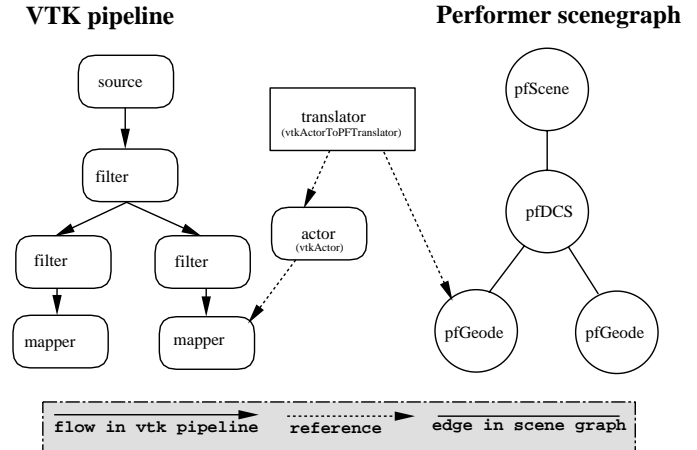 VTK pipeline
Performer scenegraph
source
filter
filter
filter
mapper
mapper
translator
(vtkActorToPFTranslator)
actor
(vtkActor)
pfScene
pfDCS
pfGeode
pfGeode
flow in vtk pipeline
reference
edge in scene graph